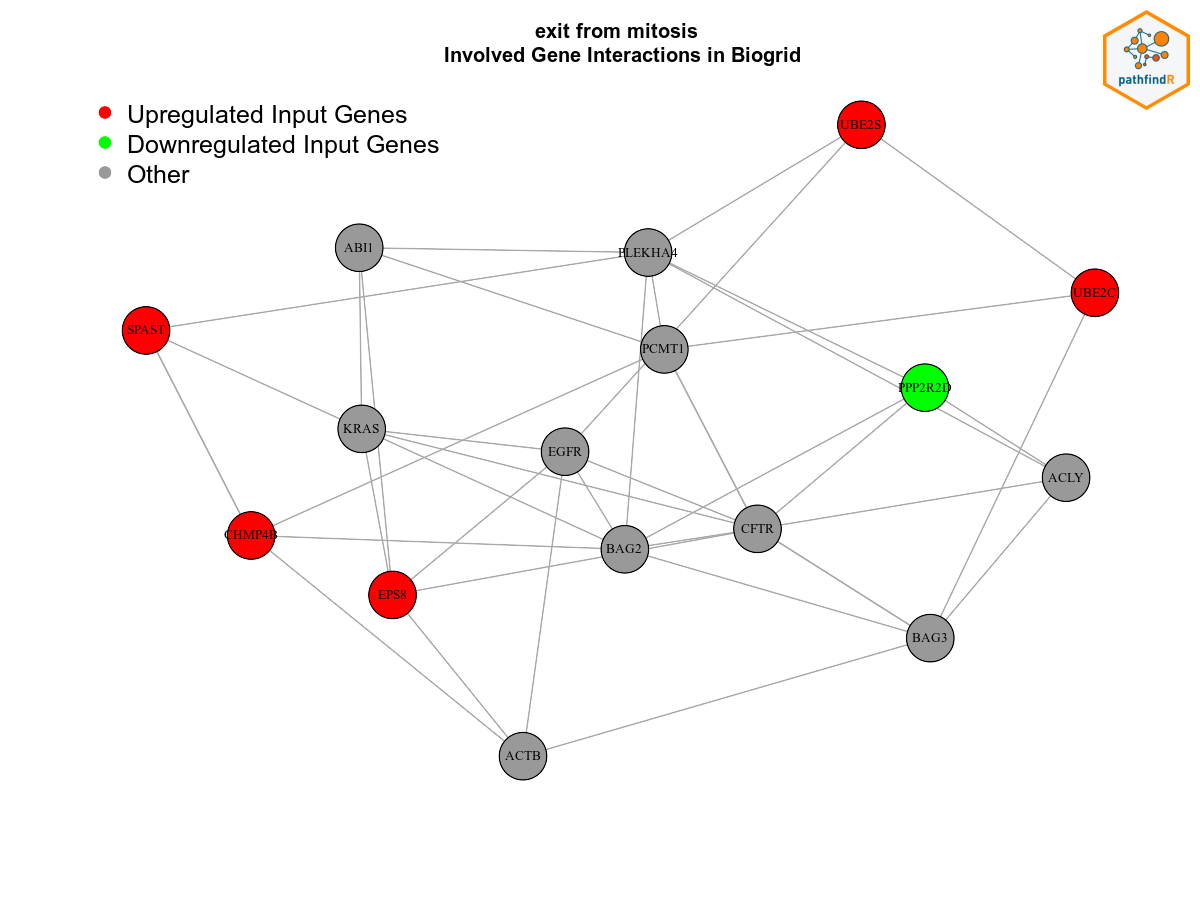 exit from mitosis
Involved Gene Interactions in Biogrid
pathfindR
Upregulated Input Genes
Downregulated Input Genes
Other
UBE2S
ABI1
PLEKHA4
UBE2C
SPAST
PCMT1
PPP2R2D
KRAS
EGFR
ACLY
CHMP4B
CFTR
BAG2
EPS8
BAG3
ACTB